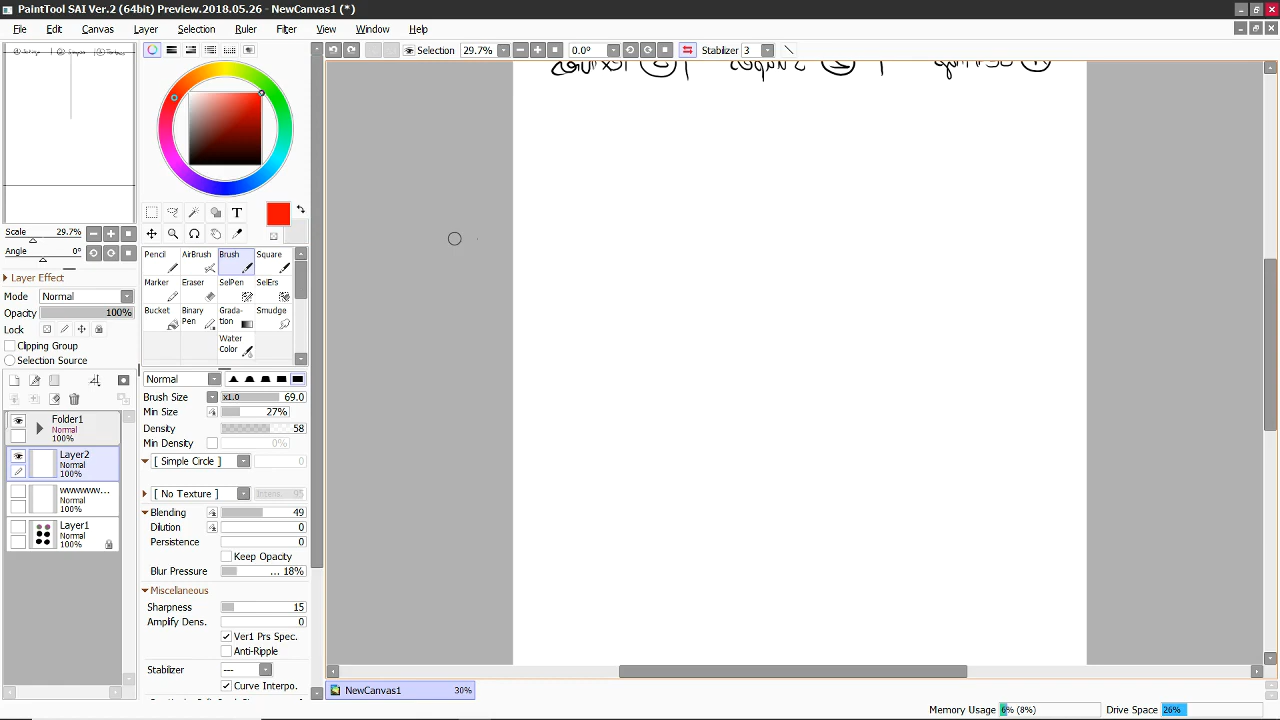 PaintTool SAI Ver.2 (64bit) Preview.2018.05.26 - NewCanvas1 (*)
File Edit Canvas Layer Selection Ruler Filter View Window Help
Selection 29.7% 0.0° Stabilizer 3
Scale 29.7%
Angle 0°
Layer Effect
Mode Normal
Opacity 100%
Lock
Clipping Group
Selection Source
Folder1
Normal
100%
Layer2
Normal
100%
wwwwww...
Normal
100%
Layer1
Normal
100%
T
Pencil AirBrush Brush Square
Marker Eraser SelPen SelErs
Bucket Binary Pen Grada-tion Smudge
Water Color
Normal
Brush Size x1.0 69.0
Min Size 27%
Density 58
Min Density 0%
[ Simple Circle ] 0
[ No Texture ] Intens.. 95
Blending 49
Dilution 0
Persistence 0
Keep Opacity
Blur Pressure ... 18%
Miscellaneous
Sharpness 15
Amplify Dens. 0
Ver1 Prs Spec.
Anti-Ripple
Stabilizer ---
Curve Interpo.
NewCanvas1 30%
Memory Usage 6% (8%) Drive Space 26%